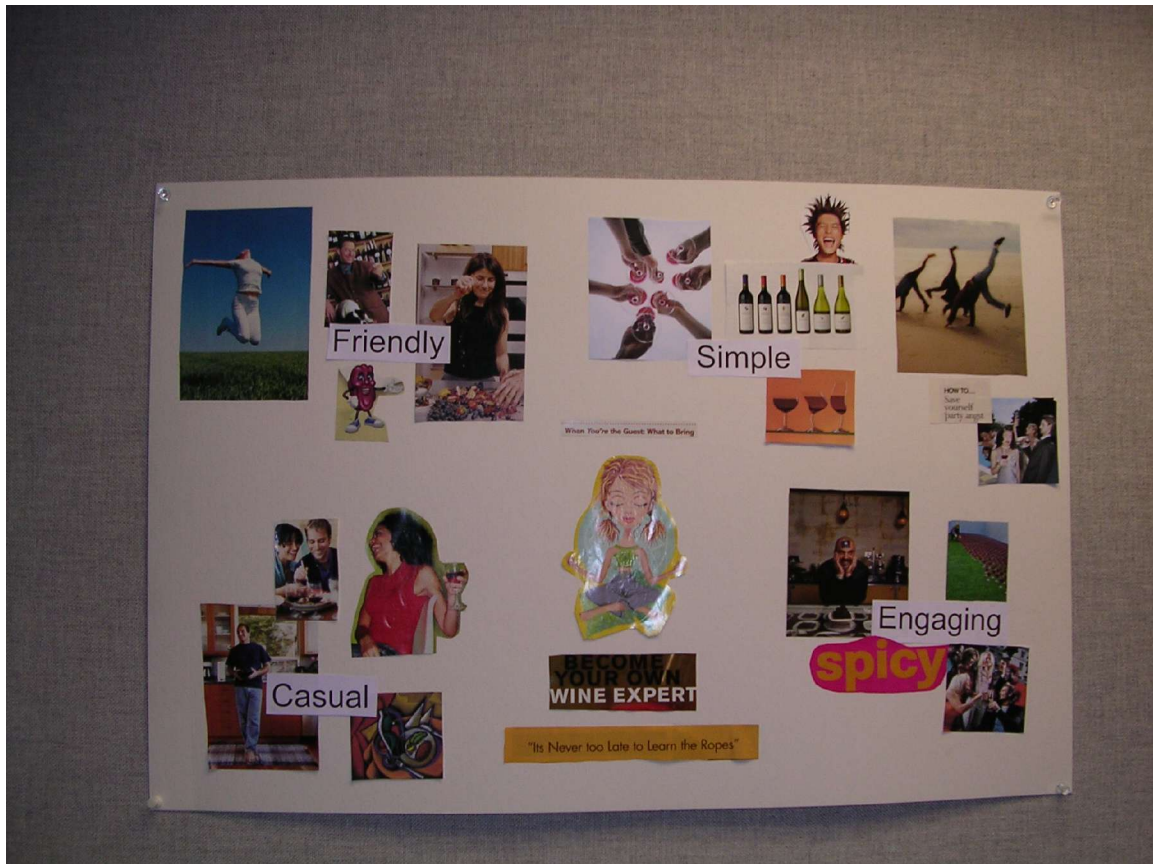 Friendly
Simple
HOW TO...
Save
yourself
party angst
When You're the Guest: What to Bring
Engaging
spicy
Casual
BECOME
YOUR OWN
WINE EXPERT
"Its Never too Late to Learn the Ropes"